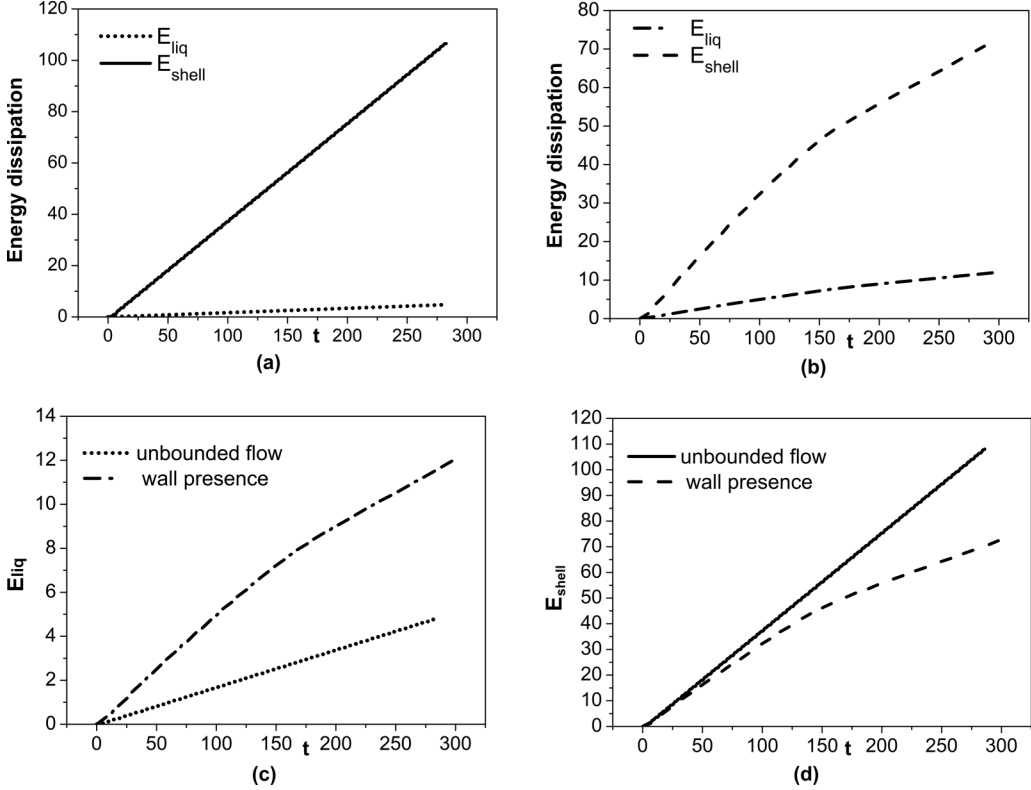 120
100
80
60
40
20
0
Energy dissipation
E_liq
E_shell
0 50 100 150 200 250 300
t
(a)
80
70
60
50
40
30
20
10
0
Energy dissipation
E_liq
E_shell
0 50 100 150 200 250 300
t
(b)
14
12
10
8
6
4
2
0
E_liq
unbounded flow
wall presence
0 50 100 150 200 250 300
t
(c)
120
110
100
90
80
70
60
50
40
30
20
10
0
E_shell
unbounded flow
wall presence
0 50 100 150 200 250 300
t
(d)